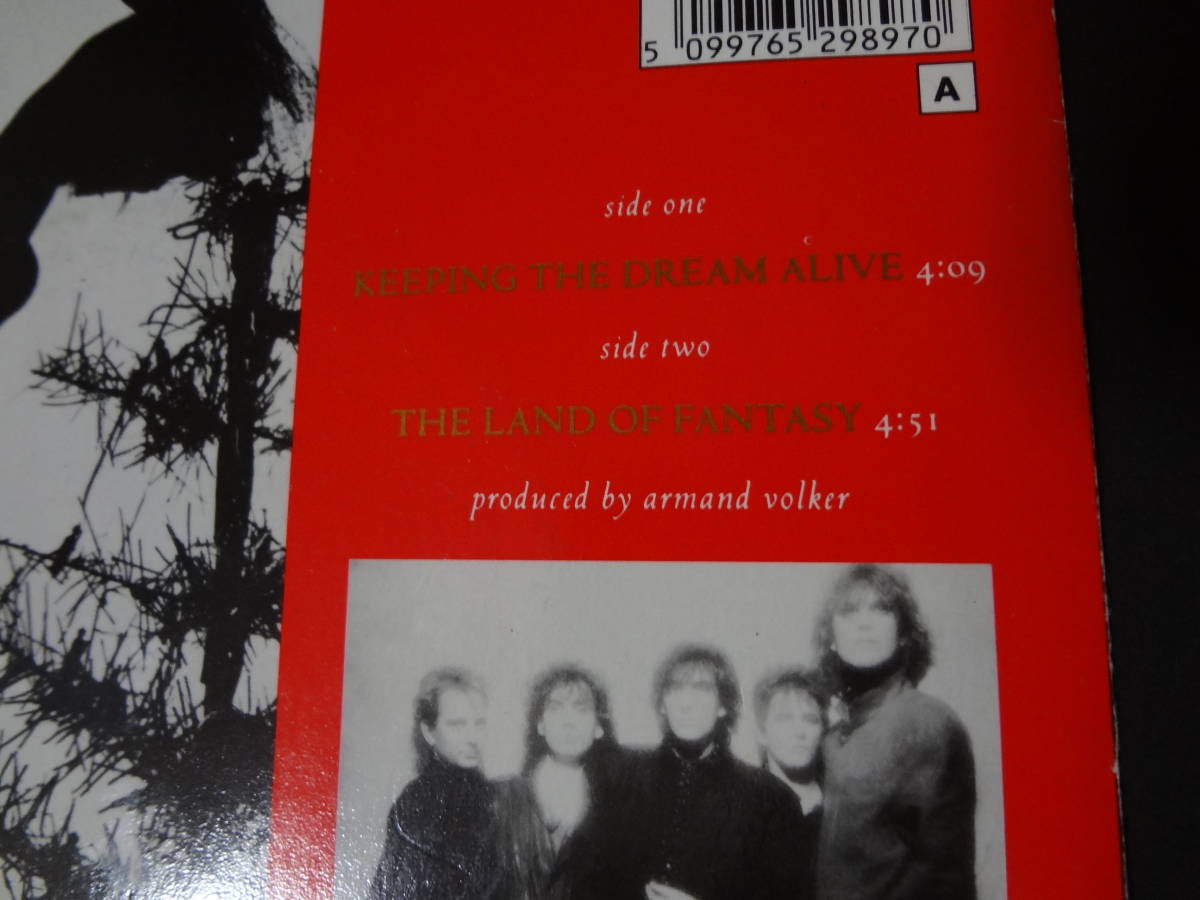 5 099765 298970
A
side one
KEEPING THE DREAM ALIVE 4:09
side two
THE LAND OF FANTASY 4:51
produced by armand volker